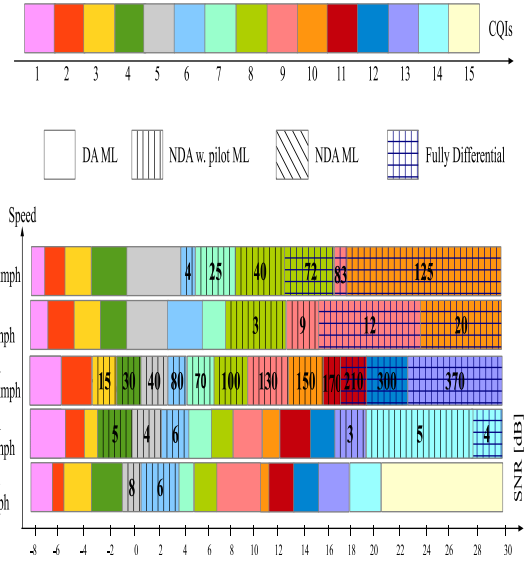 CQIs
1 2 3 4 5 6 7 8 9 10 11 12 13 14 15
DA ML NDA w. pilot ML NDA ML Fully Differential
Speed
mph 4 25 40 72 83 125
mph 3 9 12 20
mph 15 30 40 80 70 100 130 150 170 210 300 370
mph 5 4 6 3 5 4
ph 8 6
SNR [dB]
-8 -6 -4 -2 0 2 4 6 8 10 12 14 16 18 20 22 24 26 28 30